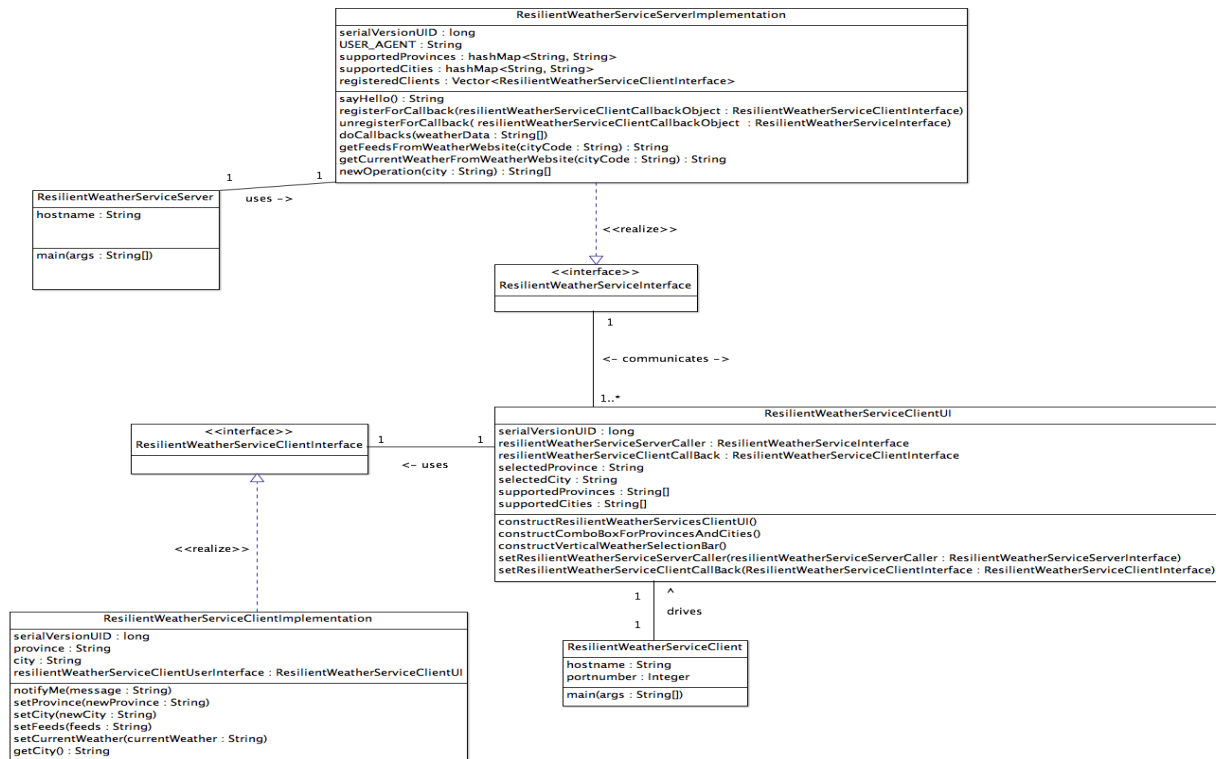 ResilientWeatherServiceServerImplementation
serialVersionUID : long
USER_AGENT : String
supportedProvinces : hashMap<String, String>
supportedCities : hashMap<String, String>
registeredClients : Vector<ResilientWeatherServiceClientInterface>
sayHello() : String
registerForCallback(resilientWeatherServiceClientCallbackObject : ResilientWeatherServiceClientInterface)
unregisterForCallback( resilientWeatherServiceClientCallbackObject : ResilientWeatherServiceInterface)
doCallbacks(weatherData : String[])
getFeedsFromWeatherWebsite(cityCode : String) : String
getCurrentWeatherFromWeatherWebsite(cityCode : String) : String
newOperation(city : String) : String[]
1
1
uses ->
ResilientWeatherServiceServer
hostname : String
main(args : String[])
<<realize>>
<<interface>>
ResilientWeatherServiceInterface
1
<- communicates ->
1..*
<<interface>>
ResilientWeatherServiceClientInterface
1
1
<- uses
ResilientWeatherServiceClientUI
serialVersionUID : long
resilientWeatherServiceServerCaller : ResilientWeatherServiceInterface
resilientWeatherServiceClientCallBack : ResilientWeatherServiceClientInterface
selectedProvince : String
selectedCity : String
supportedProvinces : String[]
supportedCities : String[]
constructResilientWeatherServicesClientUI()
constructComboBoxForProvincesAndCities()
constructVerticalWeatherSelectionBar()
setResilientWeatherServiceServerCaller(resilientWeatherServiceServerCaller : ResilientWeatherServiceServerInterface)
setResilientWeatherServiceClientCallBack(ResilientWeatherServiceClientInterface : ResilientWeatherServiceClientInterface)
<<realize>>
1
^
drives
1
ResilientWeatherServiceClient
hostname : String
portnumber : Integer
main(args : String[])
ResilientWeatherServiceClientImplementation
serialVersionUID : long
province : String
city : String
resilientWeatherServiceClientUserInterface : ResilientWeatherServiceClientUI
notifyMe(message : String)
setProvince(newProvince : String)
setCity(newCity : String)
setFeeds(feeds : String)
setCurrentWeather(currentWeather : String)
getCity() : String